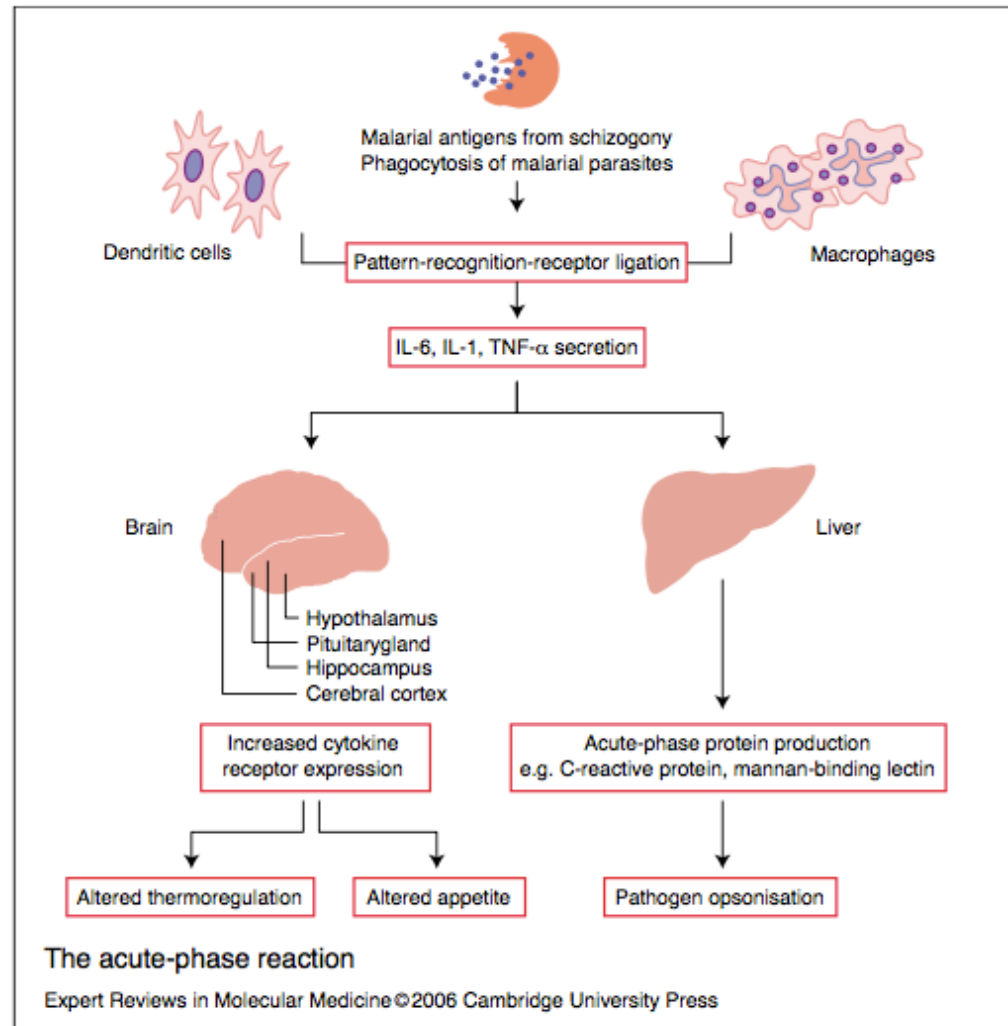 Malarial antigens from schizogony
Phagocytosis of malarial parasites
Dendritic cells
Macrophages
Pattern-recognition-receptor ligation
IL-6, IL-1, TNF-α secretion
Brain
Liver
Hypothalamus
Pituitarygland
Hippocampus
Cerebral cortex
Increased cytokine
receptor expression
Acute-phase protein production
e.g. C-reactive protein, mannan-binding lectin
Altered thermoregulation
Altered appetite
Pathogen opsonisation
The acute-phase reaction
Expert Reviews in Molecular Medicine©2006 Cambridge University Press